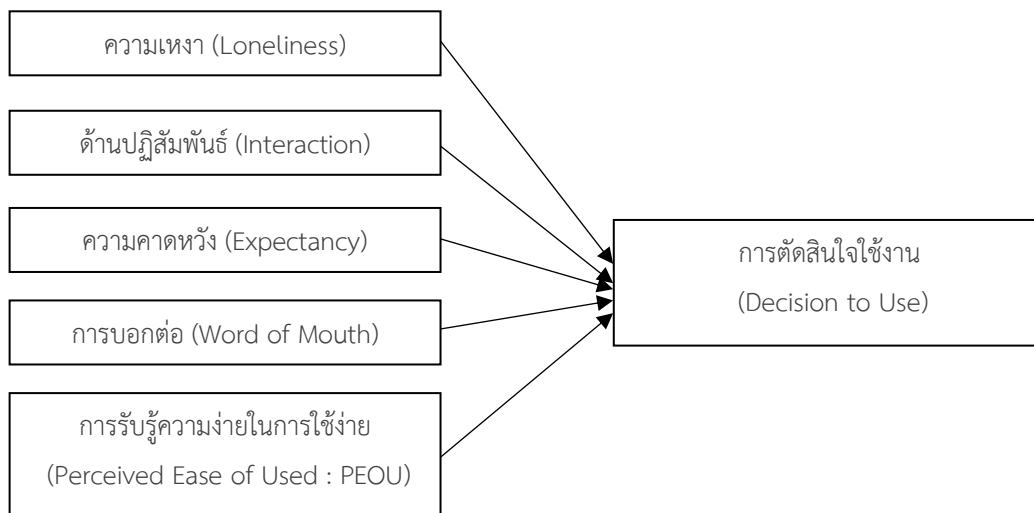 ความเหงา (Loneliness)
ด้านปฏิสัมพันธ์ (Interaction)
ความคาดหวัง (Expectancy)
การบอกต่อ (Word of Mouth)
การรับรู้ความง่ายในการใช้ง่าย
(Perceived Ease of Used : PEOU)
การตัดสินใจใช้งาน
(Decision to Use)